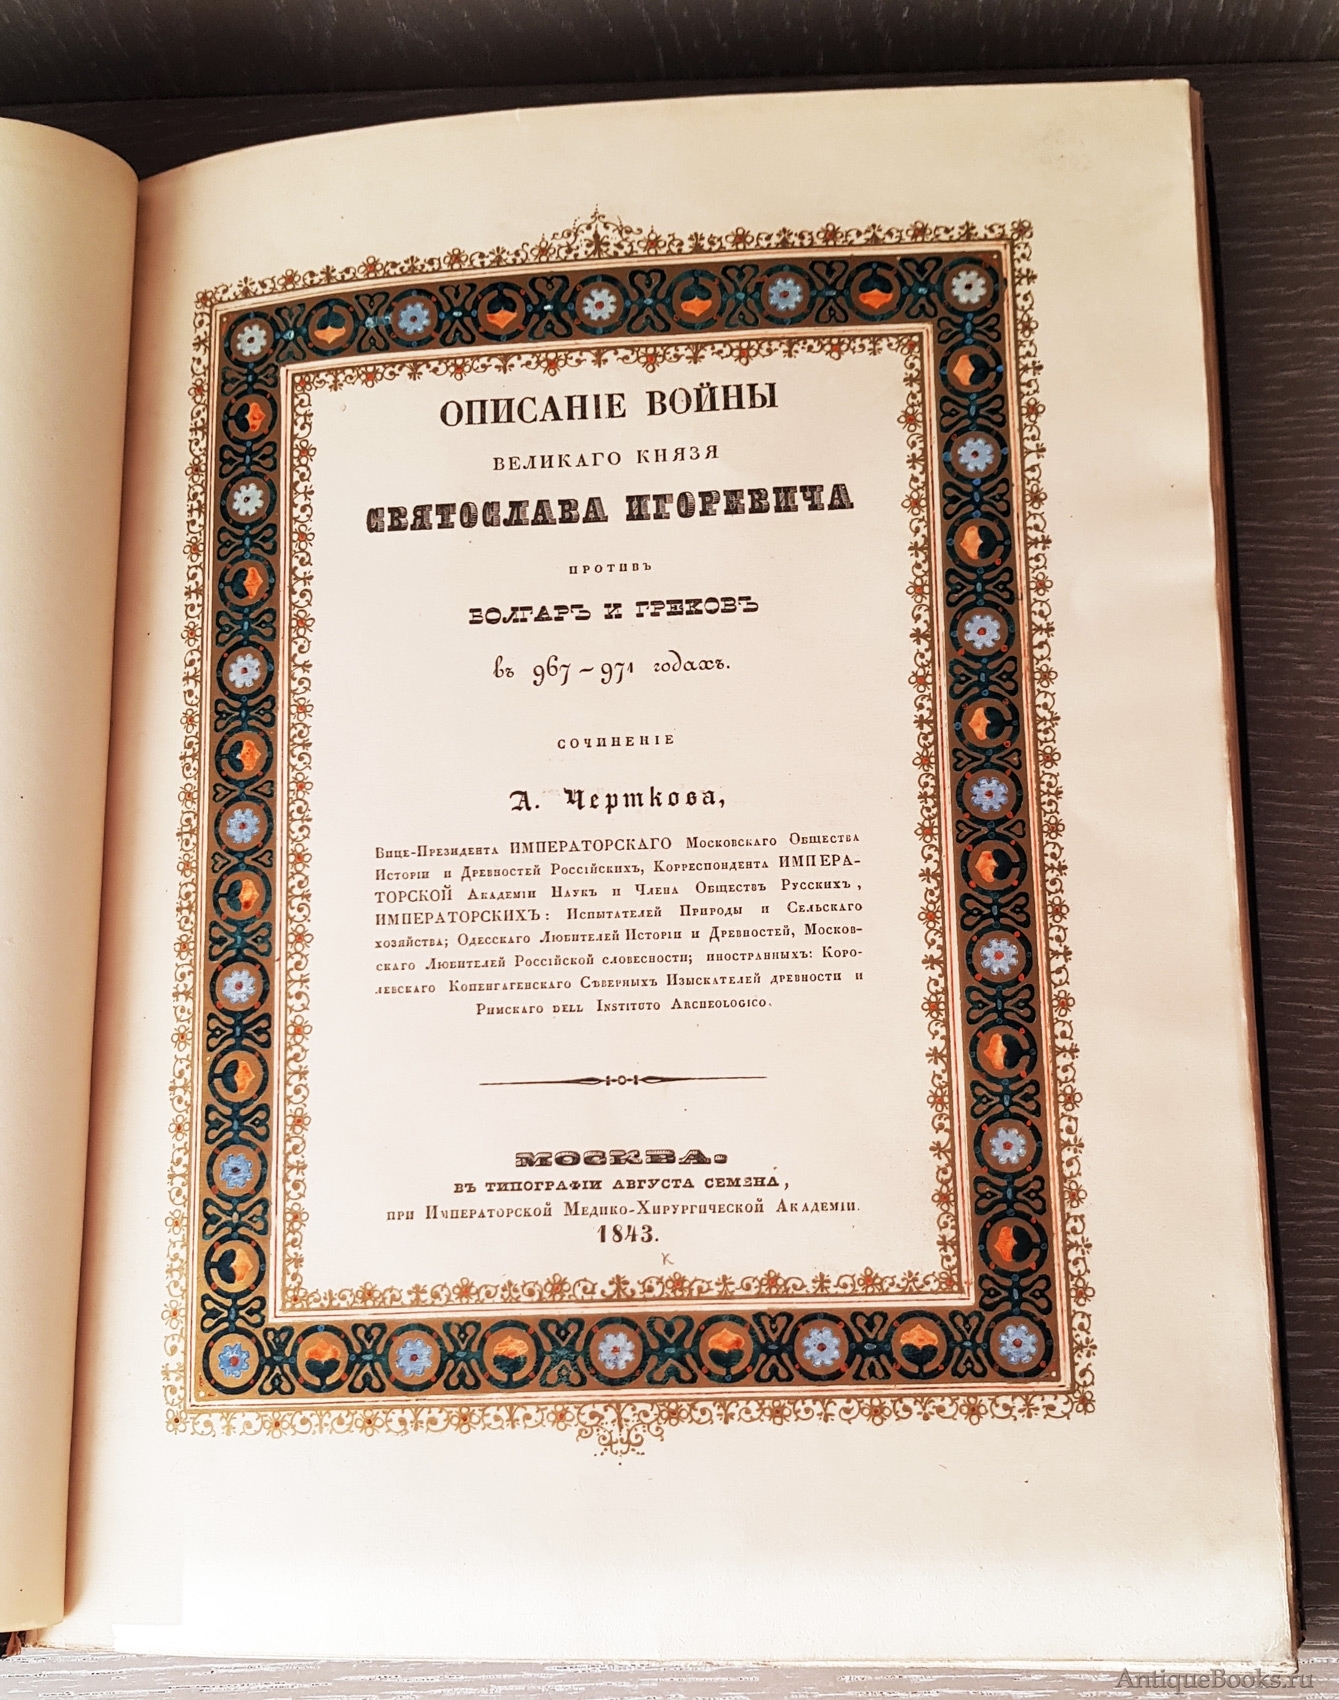 ОПИСАНІЕ ВОЙНЫ
ВЕЛИКАГО КНЯЗЯ
СВЯТОСЛАВА ИГОРЕВИЧА
ПРОТИВЪ
БОЛГАРЪ И ГРЕКОВЪ
въ 967 – 971 годахъ.
СОЧИНЕНІЕ
А. Черткова,
Вице-Президента ИМПЕРАТОРСКАГО Московскаго Общества
Исторіи и Древностей Россійскихъ, Корреспондента ИМПЕРА-
ТОРСКОЙ Академіи Наукъ и Члена Обществъ Русскихъ,
ИМПЕРАТОРСКИХЪ: Испытателей Природы и Сельскаго
хозяйства; Одесскаго Любителей Исторіи и Древностей, Москов-
скаго Любителей Россійской словесности; иностранныхъ: Коро-
левскаго Копенгагенскаго Сѣверныхъ Изыскателей древности и
Римскаго dell Instituto Archeologico.
МОСКВА.
ВЪ ТИПОГРАФІИ АВГУСТА СЕМЕНА,
при Императорской Медико-Хирургической Академіи.
1843.
К
AntiqueBooks.ru